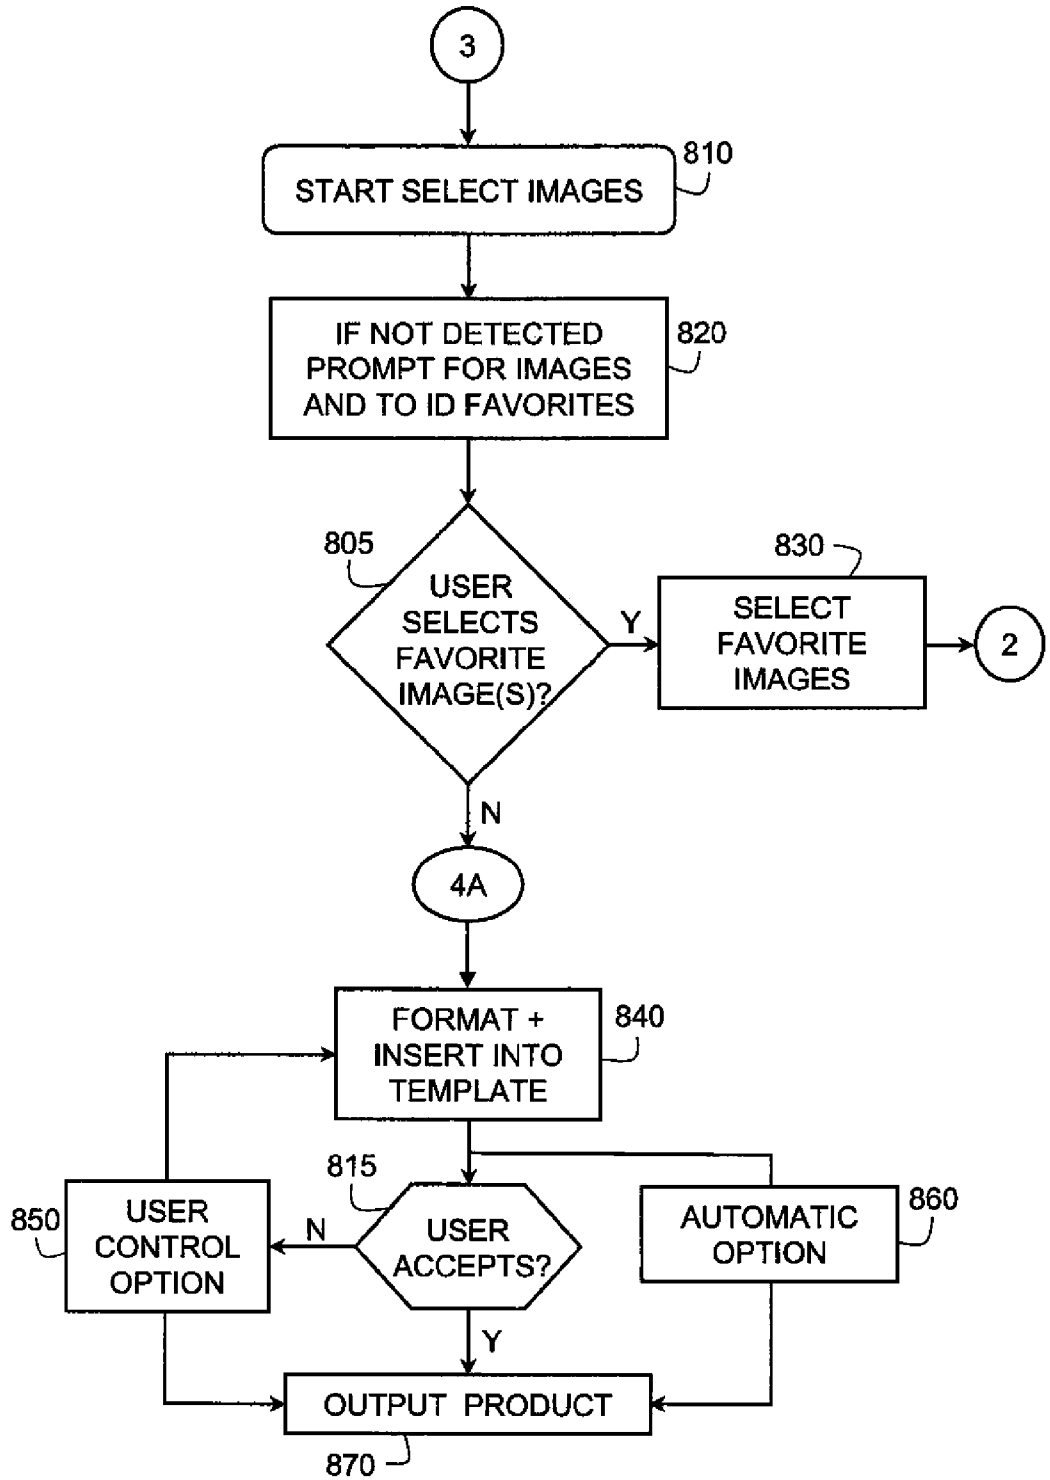 3
START SELECT IMAGES
810
IF NOT DETECTED
PROMPT FOR IMAGES
AND TO ID FAVORITES
820
805
USER
SELECTS
FAVORITE
IMAGE(S)?
Y
830
SELECT
FAVORITE
IMAGES
2
N
4A
FORMAT +
INSERT INTO
TEMPLATE
840
815
USER
ACCEPTS?
N
850
USER
CONTROL
OPTION
AUTOMATIC
OPTION
860
Y
OUTPUT PRODUCT
870